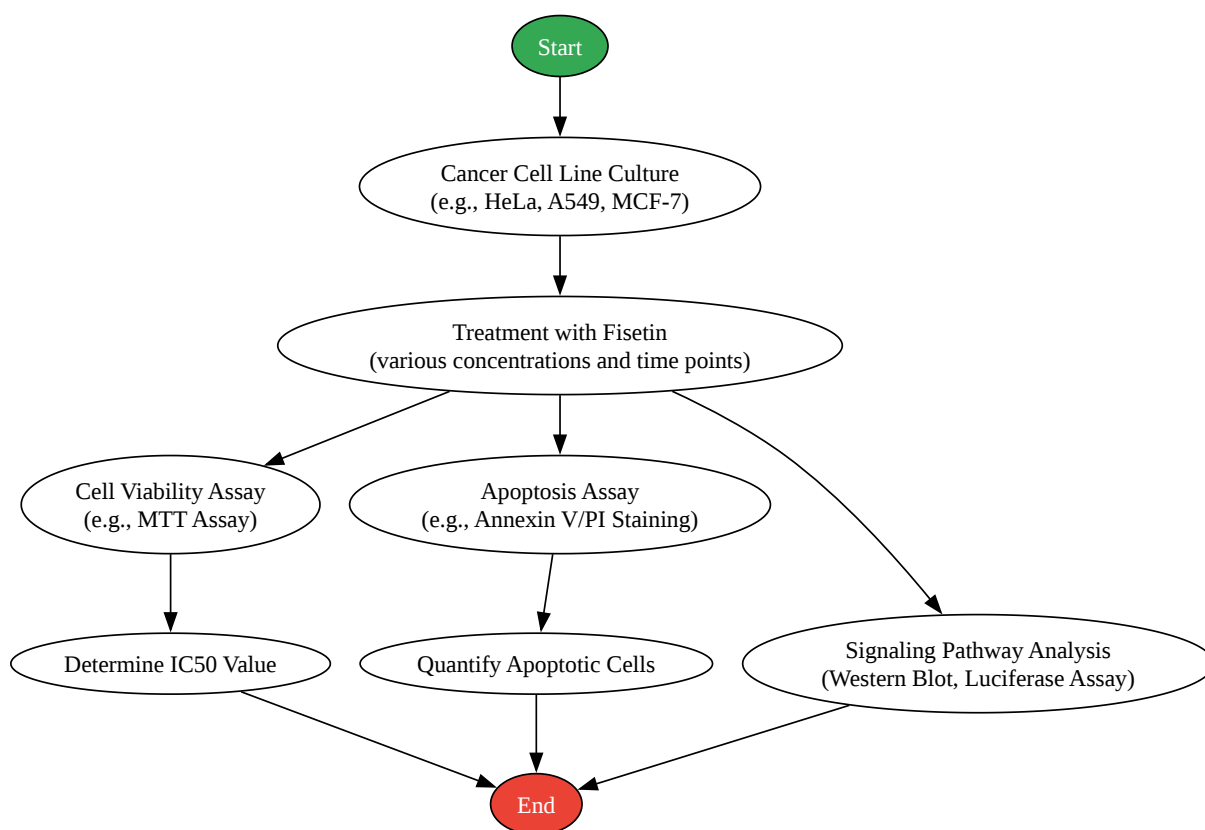 Start
Cancer Cell Line Culture
(e.g., HeLa, A549, MCF-7)
Treatment with Fisetin
(various concentrations and time points)
Cell Viability Assay
(e.g., MTT Assay)
Apoptosis Assay
(e.g., Annexin V/PI Staining)
Determine IC50 Value
Quantify Apoptotic Cells
Signaling Pathway Analysis
(Western Blot, Luciferase Assay)
End